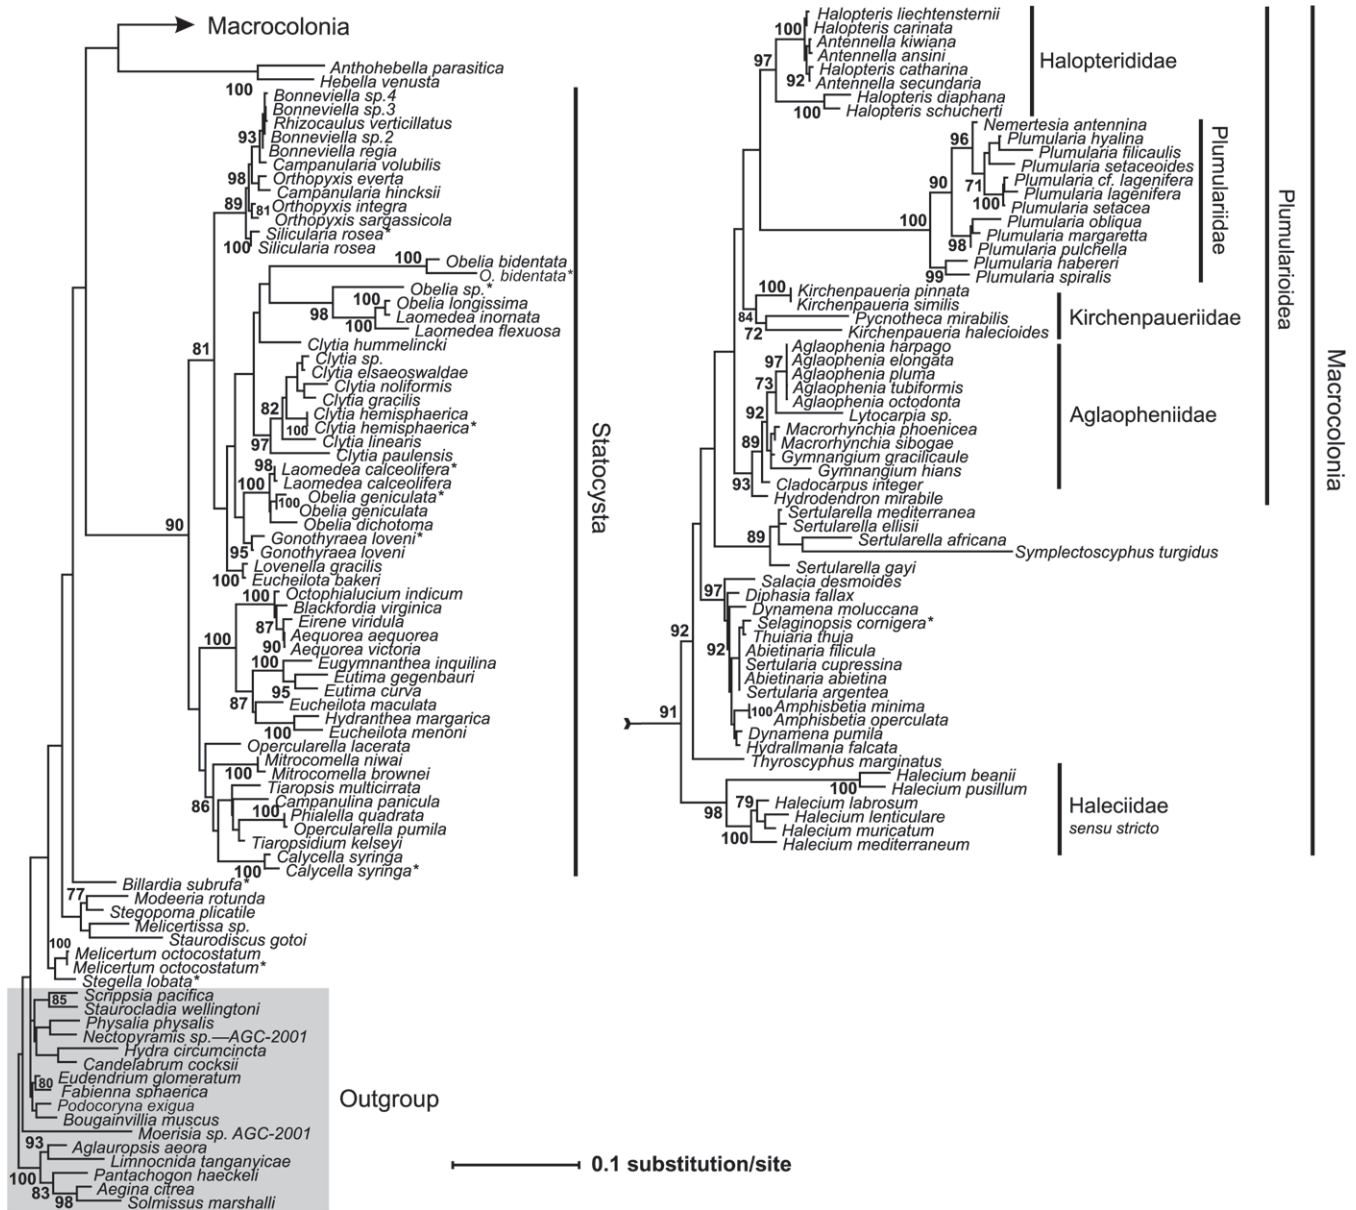 Macrocolonia
Anthohebella parasitica
Hebella venusta
100
Bonneviella sp.4
Bonneviella sp.3
Rhizocaulus verticillatus
93
Bonneviella sp.2
Bonneviella regia
Campanularia volubilis
98
Orthopyxis everta
Campanularia hincksii
89
Orthopyxis integra
81
Orthopyxis sargassicola
Silicularia rosea*
100
Silicularia rosea
100
Obelia bidentata
O. bidentata*
Obelia sp.*
98
100
Obelia longissima
Laomedea inornata
100
Laomedea flexuosa
81
Clytia hummelincki
Clytia sp.
Clytia elsaeoswaldae
Clytia noliformis
Clytia gracilis
82
Clytia hemisphaerica
100
Clytia hemisphaerica*
97
Clytia linearis
Clytia paulensis
98
Laomedea calceolifera*
100
Laomedea calceolifera
Obelia geniculata*
100
Obelia geniculata
Obelia dichotoma
90
Gonothyraea loveni*
95
Gonothyraea loveni
Lovenella gracilis
100
Eucheilota bakeri
100
Octophialucium indicum
Blackfordia virginica
87
Eirene viridula
Aequorea aequorea
90
Aequorea victoria
100
100
Eugymnanthea inquilina
Eutima gegenbauri
95
Eutima curva
87
Eucheilota maculata
Hydranthea margarica
100
Eucheilota menoni
Opercularella lacerata
Mitrocomella niwai
100
Mitrocomella brownei
Tiaropsis multicirrata
86
Campanulina panicula
100
Phialella quadrata
Opercularella pumila
Tiaropsidium kelseyi
Calycella syringa
100
Calycella syringa*
Statocysta
Billardia subrufa*
77
Modeeria rotunda
Stegopoma plicatile
Melicertissa sp.
Staurodiscus gotoi
100
Melicertum octocostatum
Melicertum octocostatum*
Stegella lobata*
Scrippsia pacifica
85
Staurocladia wellingtoni
Physalia physalis
Nectopyramis sp.—AGC-2001
Hydra circumcincta
Candelabrum cocksii
Eudendrium glomeratum
80
Fabienna sphaerica
Podocoryna exigua
Bougainvillia muscus
Moerisia sp. AGC-2001
93
Aglauropsis aeora
Limnocnida tanganyicae
100
Pantachogon haeckeli
83
Aegina citrea
98
Solmissus marshalli
Outgroup
0.1 substitution/site
Halopteris liechtensternii
100
Halopteris carinata
Antennella kiwiana
Antennella ansini
97
Halopteris catharina
92
Antennella secundaria
Halopteris diaphana
100
Halopteris schucherti
Halopterididae
Nemertesia antennina
96
Plumularia hyalina
Plumularia filicaulis
Plumularia setaceoides
71
Plumularia cf. lagenifera
90
Plumularia lagenifera
100
Plumularia setacea
100
Plumularia obliqua
Plumularia margaretta
98
Plumularia pulchella
Plumularia habereri
99
Plumularia spiralis
Plumulariidae
100
Kirchenpaueria pinnata
Kirchenpaueria similis
84
Pycnotheca mirabilis
72
Kirchenpaueria halecioides
Kirchenpaueriidae
Plumularioidea
Aglaophenia harpago
97
Aglaophenia elongata
Aglaophenia pluma
73
Aglaophenia tubiformis
Aglaophenia octodonta
92
Lytocarpia sp.
Macrorhynchia phoenicea
89
Macrorhynchia sibogae
Gymnangium gracilicaule
Gymnangium hians
93
Cladocarpus integer
Hydrodendron mirabile
Aglaopheniidae
Macrocolonia
Sertularella mediterranea
Sertularella ellisii
89
Sertularella africana
Symplectoscyphus turgidus
Sertularella gayi
97
Salacia desmoides
Diphasia fallax
Dynamena moluccana
Selaginopsis cornigera*
92
Thuiaria thuja
92
Abietinaria filicula
Sertularia cupressina
Abietinaria abietina
Sertularia argentea
91
100
Amphisbetia minima
Amphisbetia operculata
Dynamena pumila
Hydrallmania falcata
Thyroscyphus marginatus
Halecium beanii
100
Halecium pusillum
98
79
Halecium labrosum
Halecium lenticulare
Halecium muricatum
100
Halecium mediterraneum
Haleciidae
sensu stricto